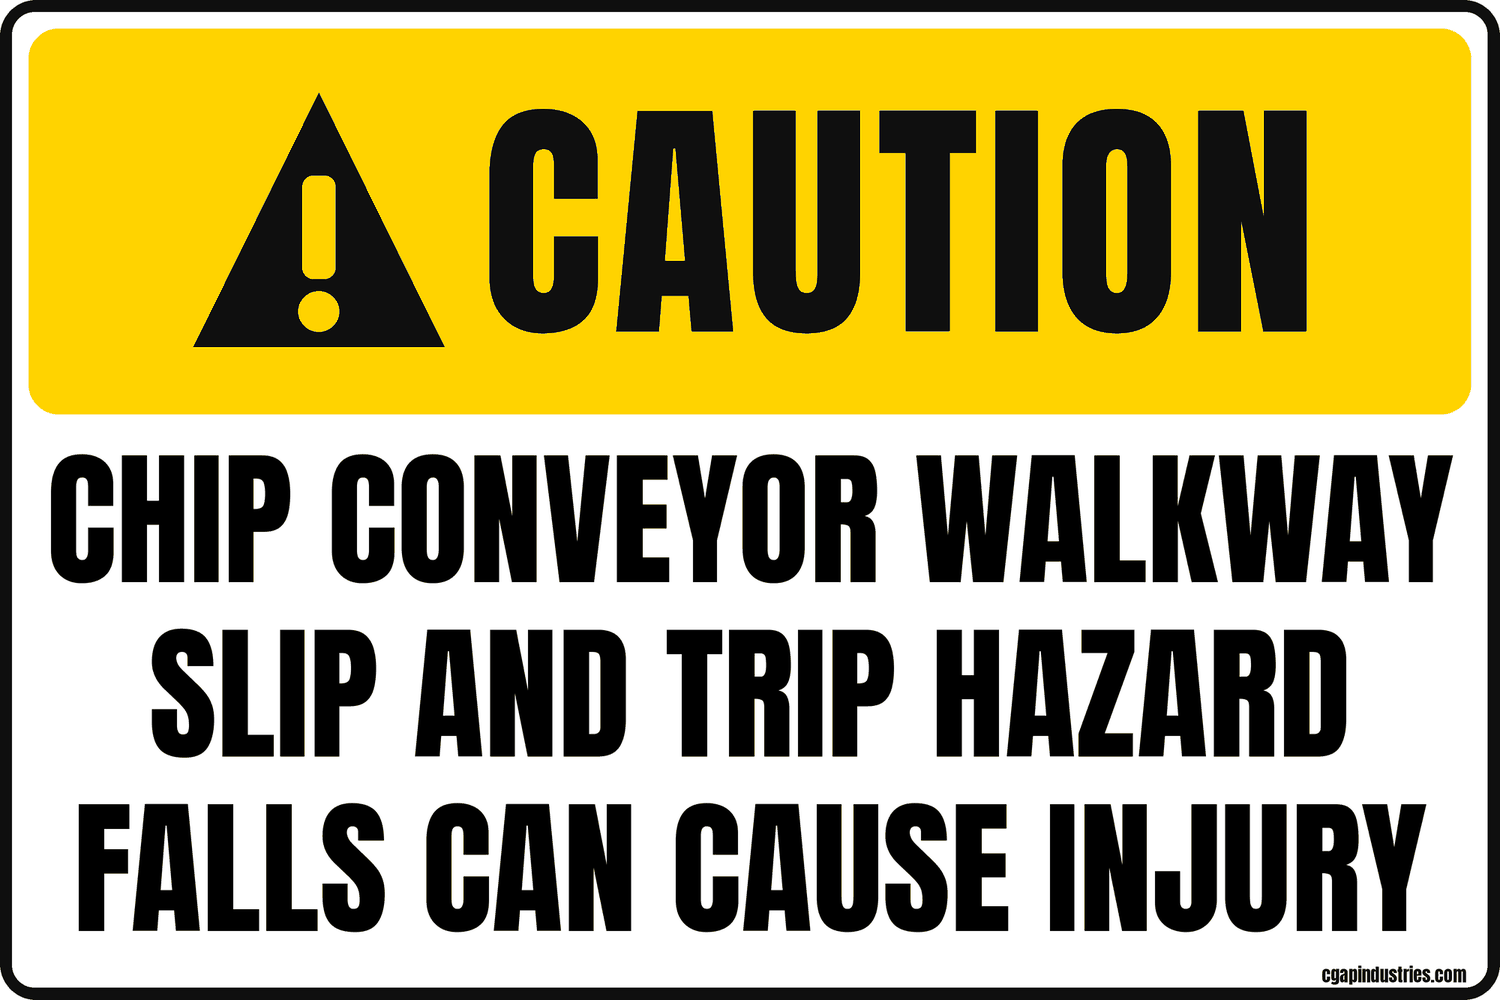 CAUTION
CHIP CONVEYOR WALKWAY
SLIP AND TRIP HAZARD
FALLS CAN CAUSE INJURY
cgapindustries.com